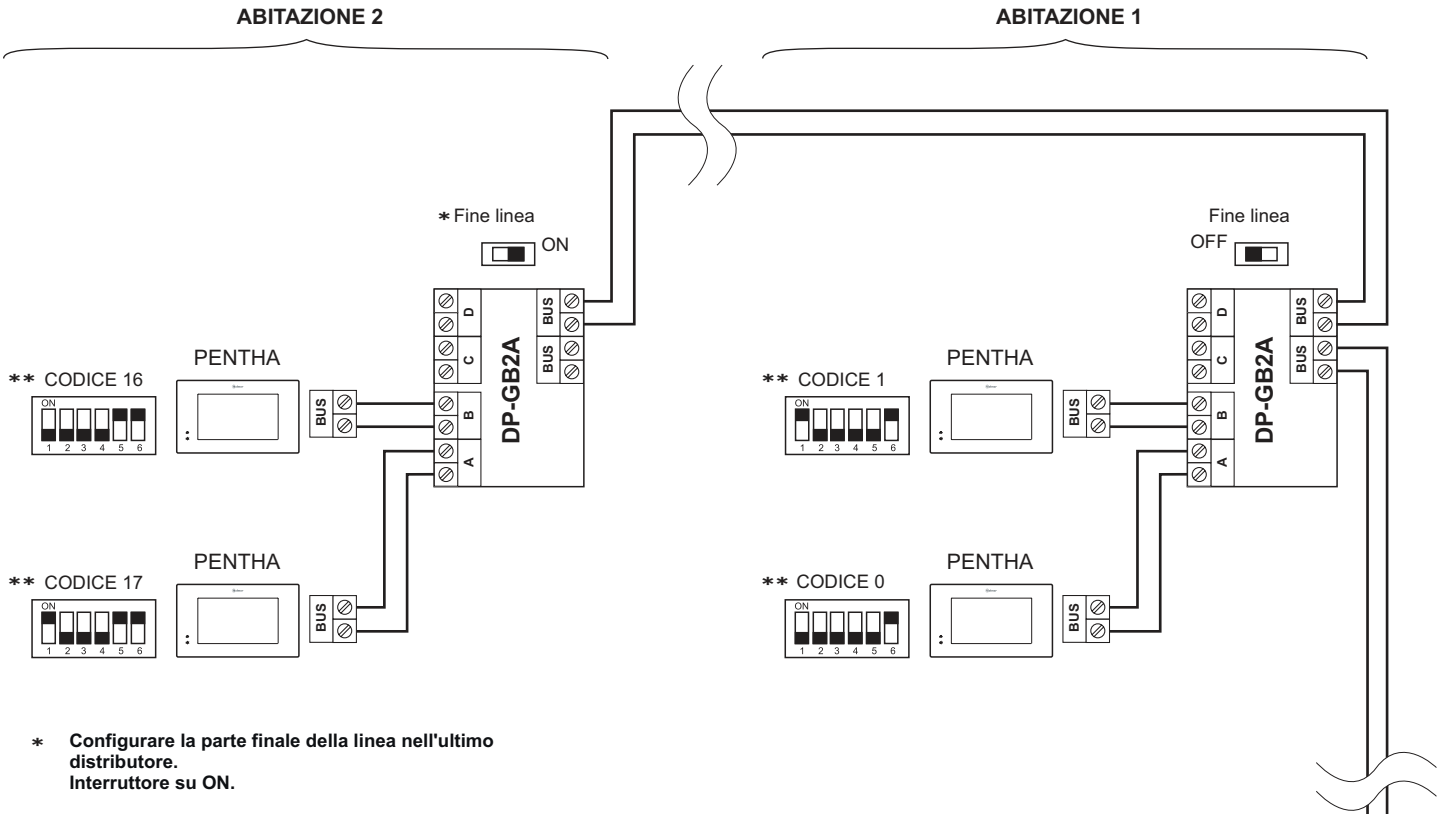 ABITAZIONE 2
ABITAZIONE 1
* Fine linea
ON
Fine linea
OFF
D
C
B
A
BUS
BUS
DP-GB2A
D
C
B
A
BUS
BUS
DP-GB2A
PENTHA
** CODICE 16
ON
1 2 3 4 5 6
BUS
PENTHA
** CODICE 1
ON
1 2 3 4 5 6
BUS
PENTHA
** CODICE 17
ON
1 2 3 4 5 6
BUS
PENTHA
** CODICE 0
ON
1 2 3 4 5 6
BUS
* Configurare la parte finale della linea nell'ultimo
distributore.
Interruttore su ON.